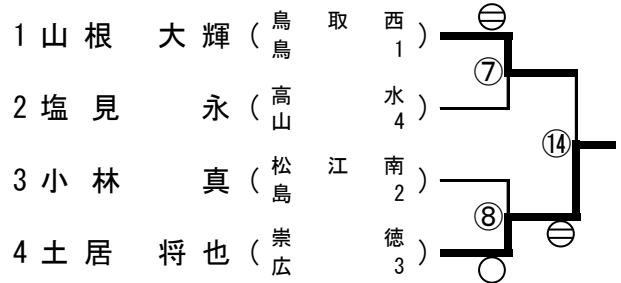 1 山根 大輝 (鳥取西 鳥1)
⑦
2 塩見 永 (高水 山4)
⑭
3 小林 真 (松江南 島2)
⑧
4 土居 将也 (崇徳 広3)